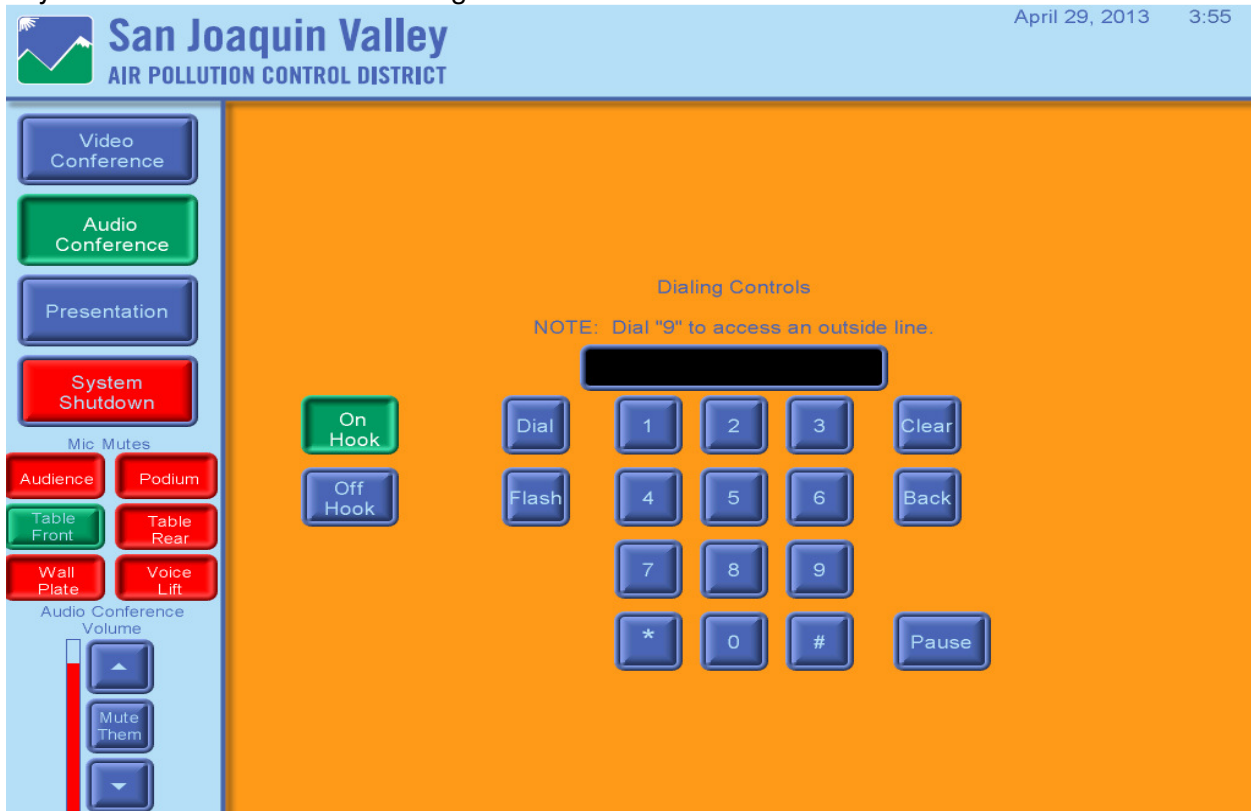 April 29, 2013 3:55
San Joaquin Valley
AIR POLLUTION CONTROL DISTRICT
Video
Conference
Audio
Conference
Presentation
System
Shutdown
Mic Mutes
Audience Podium
Table
Front
Table
Rear
Wall
Plate
Voice
Lift
Audio Conference
Volume
Mute
Them
Dialing Controls
NOTE: Dial "9" to access an outside line.
On
Hook
Off
Hook
Dial 1 2 3 Clear
Flash 4 5 6 Back
7 8 9
* 0 # Pause